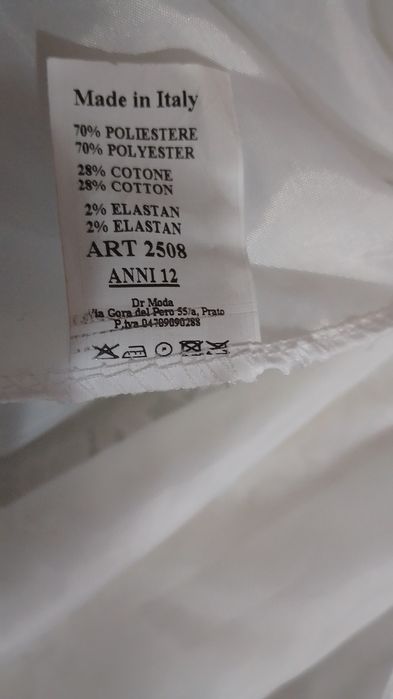 Made in Italy
70% POLIESTERE
70% POLYESTER
28% COTONE
28% COTTON
2% ELASTAN
2% ELASTAN
ART 2508
ANNI 12
Dr Moda
Via Gora del Pero 55/a, Prato
P.iva 04709090288